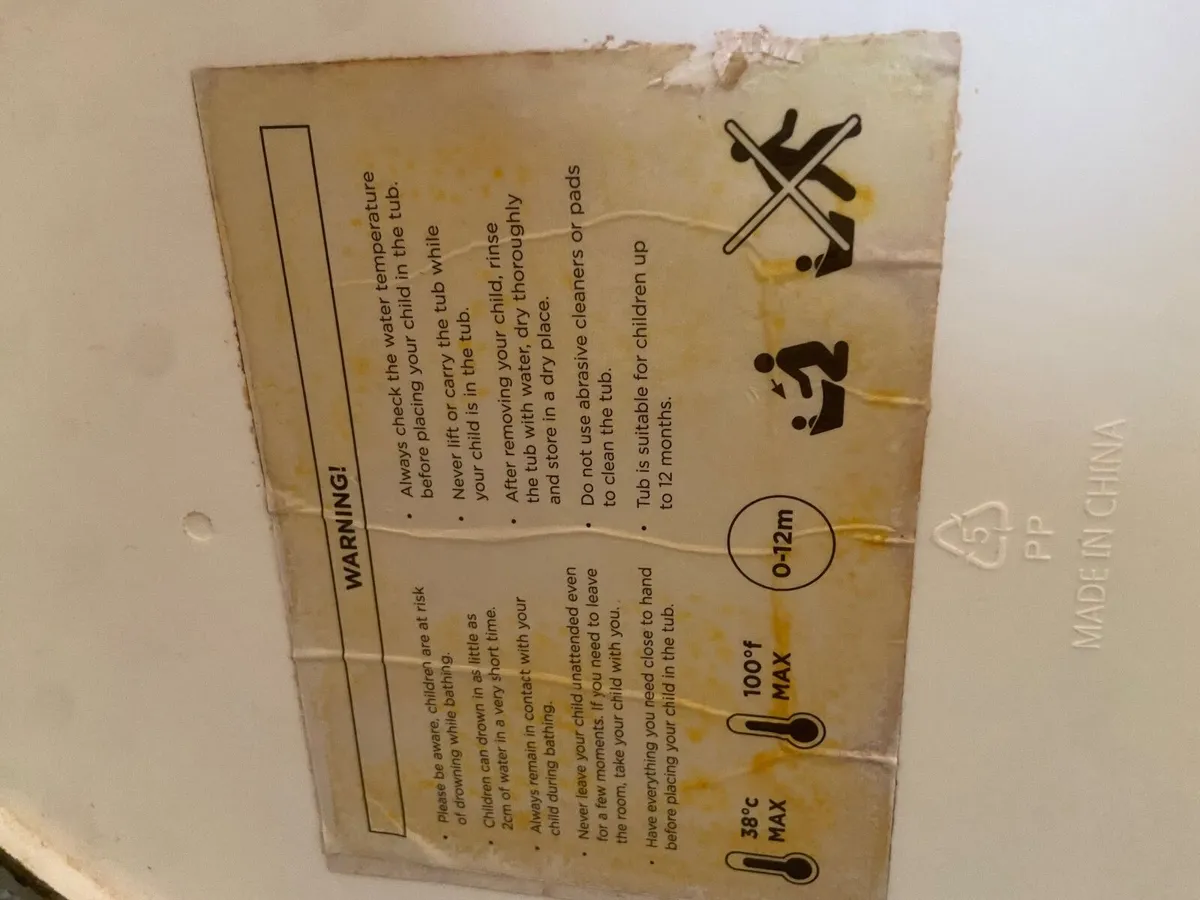 WARNING!
• Please be aware, children are at risk
of drowning while bathing.
• Children can drown in as little as
2cm of water in a very short time.
• Always remain in contact with your
child during bathing.
• Never leave your child unattended even
for a few moments. If you need to leave
the room, take your child with you.
• Have everything you need close to hand
before placing your child in the tub.
• Always check the water temperature
before placing your child in the tub.
• Never lift or carry the tub while
your child is in the tub.
• After removing your child, rinse
the tub with water, dry thoroughly
and store in a dry place.
• Do not use abrasive cleaners or pads
to clean the tub.
• Tub is suitable for children up
to 12 months.
38°c
MAX
100°f
MAX
0-12m
5
PP
MADE IN CHINA